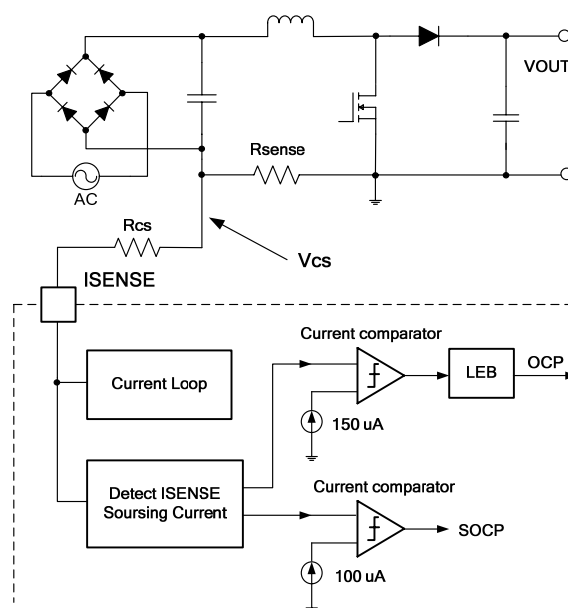 VOUT
Rsense
AC
Rcs
Vcs
ISENSE
Current comparator
Current Loop
LEB
OCP
150 uA
Detect ISENSE
Soursing Current
Current comparator
SOCP
100 uA